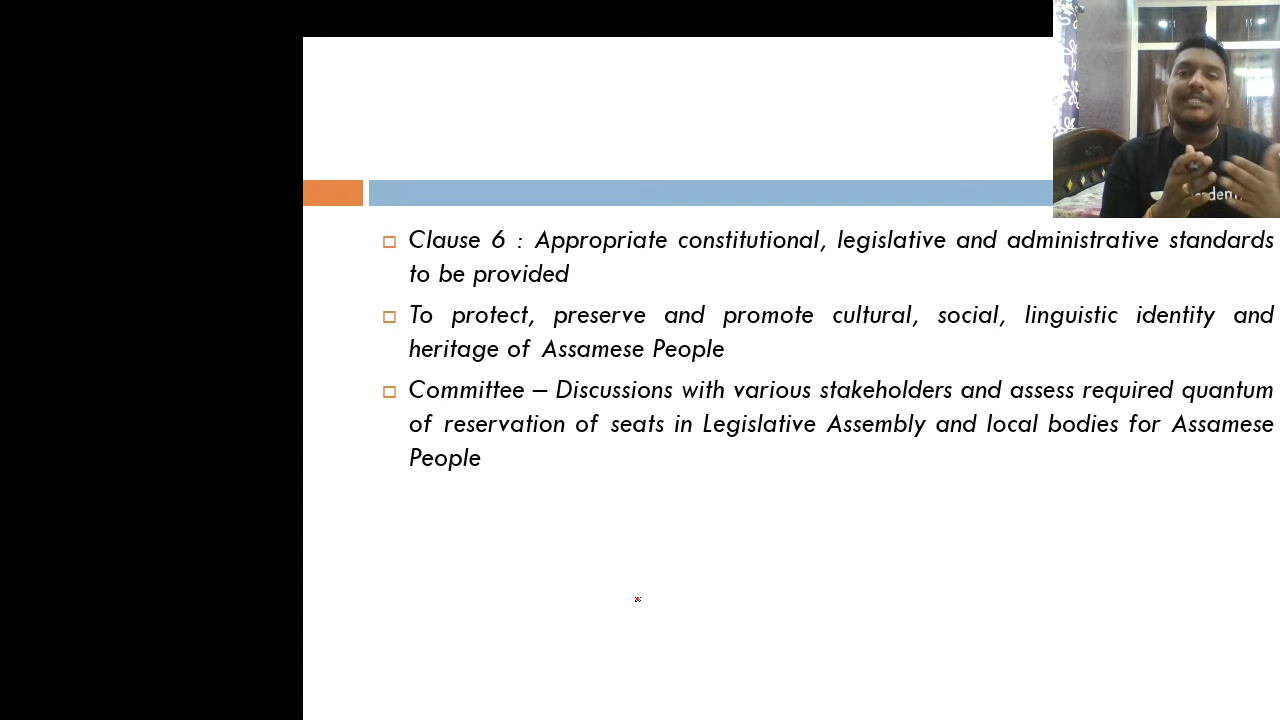 Clause 6 : Appropriate constitutional, legislative and administrative standards
to be provided
To protect, preserve and promote cultural, social, linguistic identity and
heritage of Assamese People
Committee – Discussions with various stakeholders and assess required quantum
of reservation of seats in Legislative Assembly and local bodies for Assamese
People